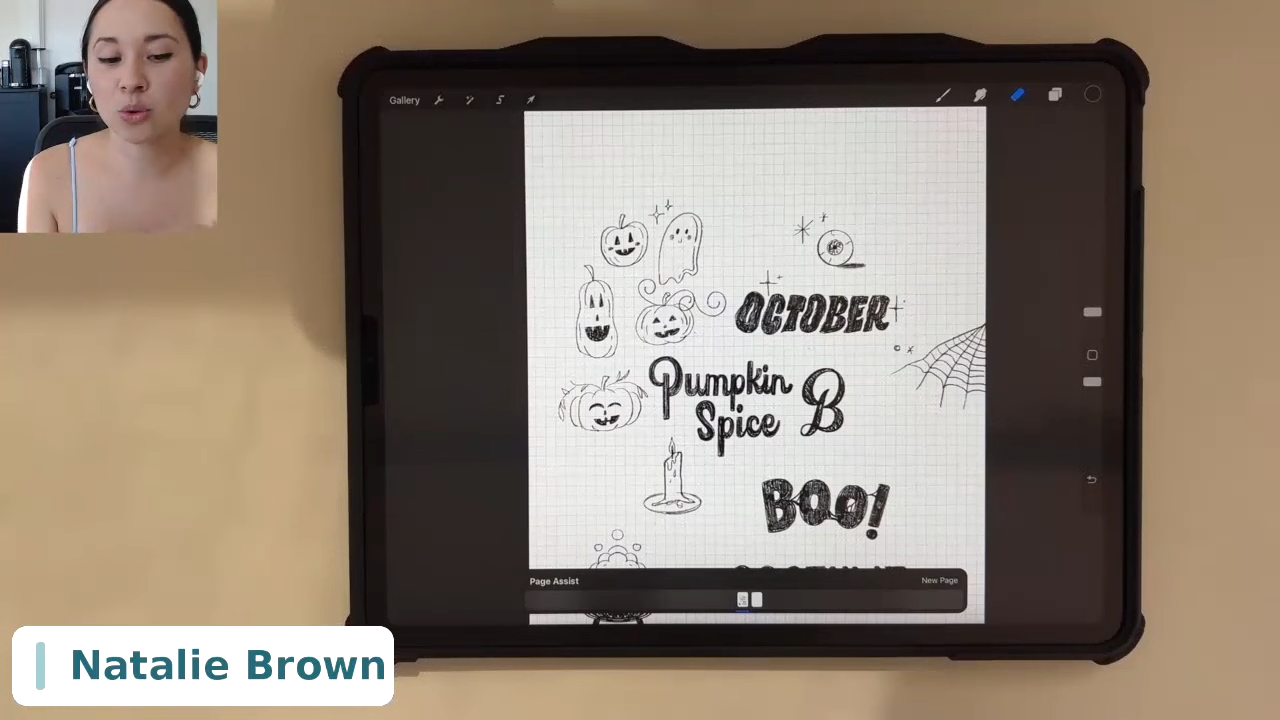 Gallery
OCTOBER
Pumpkin
Spice
B
BOO!
Page Assist
New Page
Natalie Brown